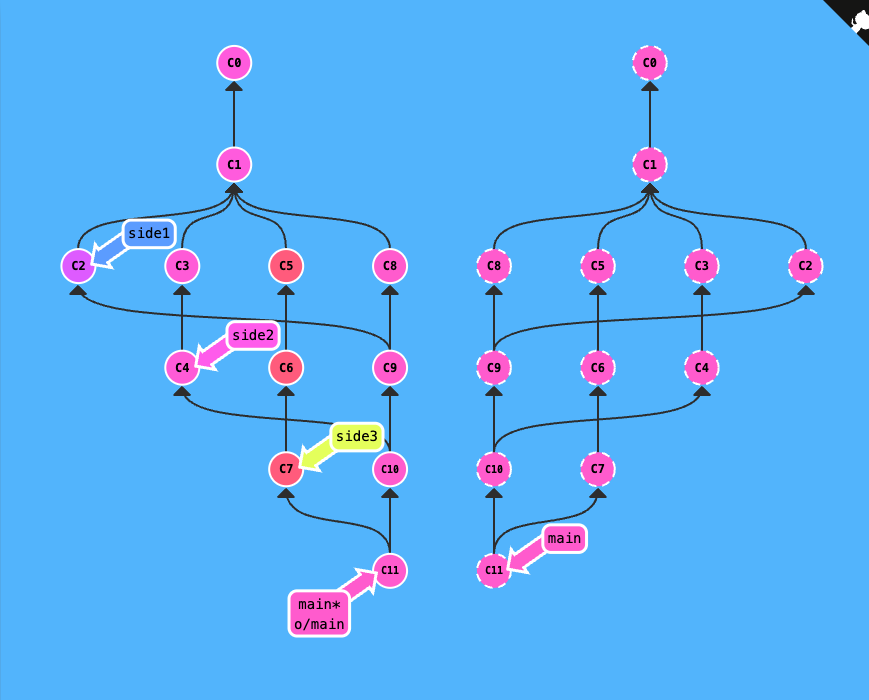 C0 C0
C1 C1
side1
C2 C3 C5 C8 C8 C5 C3 C2
side2
C4 C6 C9 C9 C6 C4
side3
C7 C10 C10 C7
main
C11 C11
main*
o/main